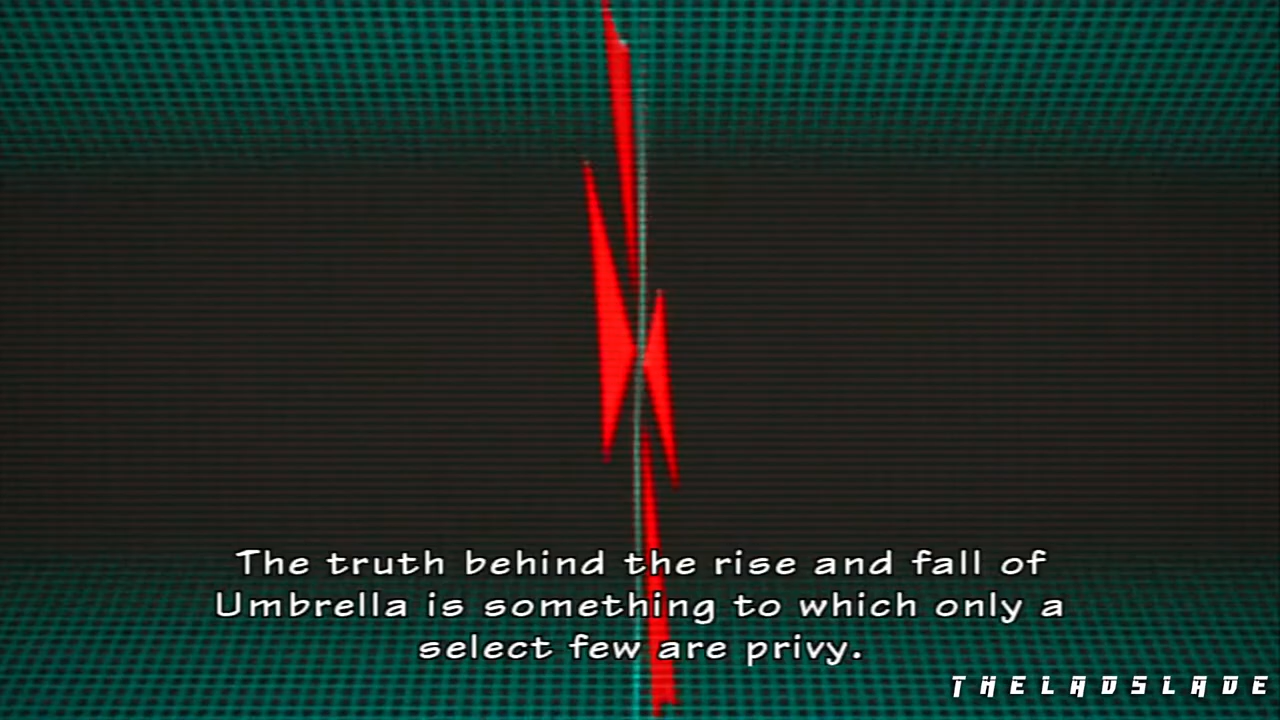 The truth behind the rise and fall of
Umbrella is something to which only a
select few are privy.
THELADSLADE